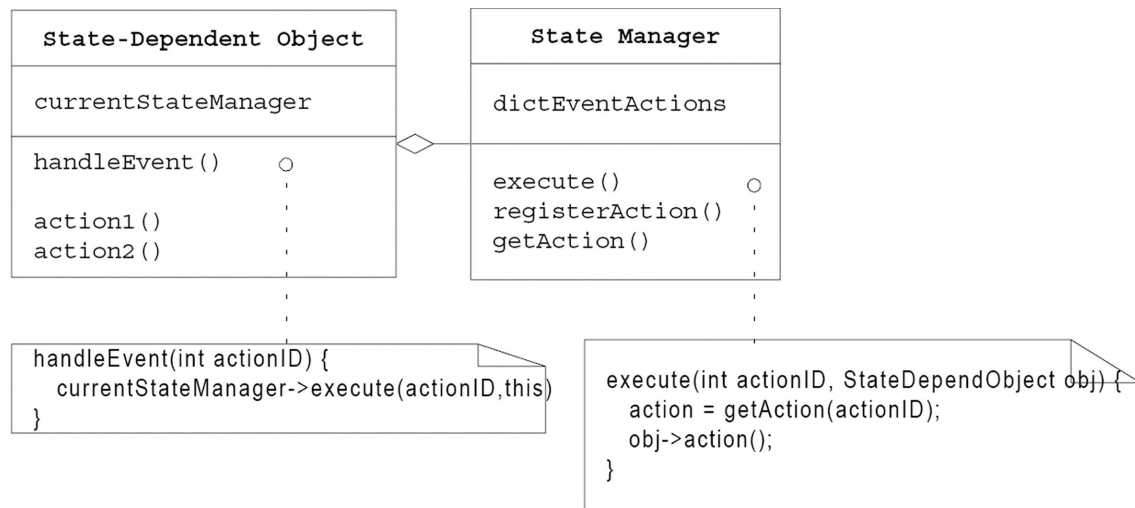 State-Dependent Object
currentStateManager
handleEvent()
action1()
action2()
State Manager
dictEventActions
execute()
registerAction()
getAction()
handleEvent(int actionID) {
currentStateManager->execute(actionID,this)
}
execute(int actionID, StateDependObject obj) {
action = getAction(actionID);
obj->action();
}